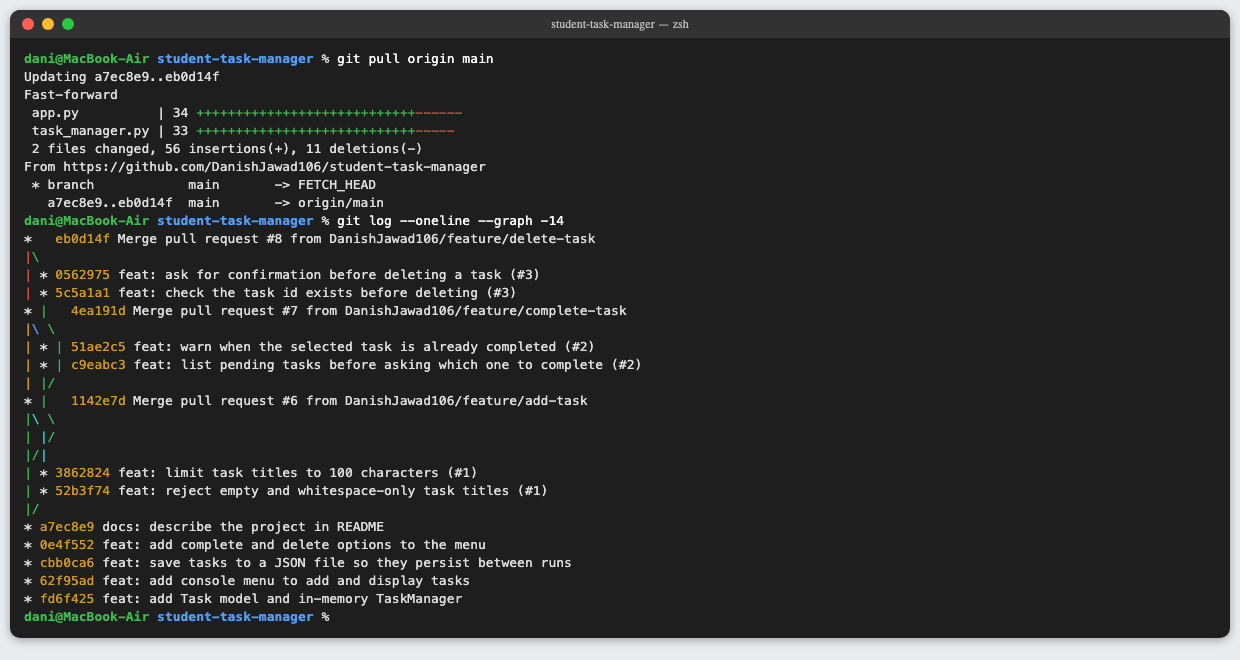 student-task-manager — zsh
dani@MacBook-Air student-task-manager % git pull origin main
Updating a7ec8e9..eb0d14f
Fast-forward
 app.py          | 34 ++++++++++++++++++++++++++++------
 task_manager.py | 33 ++++++++++++++++++++++++++++-----
 2 files changed, 56 insertions(+), 11 deletions(-)
From https://github.com/DanishJawad106/student-task-manager
 * branch            main       -> FETCH_HEAD
   a7ec8e9..eb0d14f  main       -> origin/main
dani@MacBook-Air student-task-manager % git log --oneline --graph -14
*   eb0d14f Merge pull request #8 from DanishJawad106/feature/delete-task
|\
| * 0562975 feat: ask for confirmation before deleting a task (#3)
| * 5c5a1a1 feat: check the task id exists before deleting (#3)
* |   4ea191d Merge pull request #7 from DanishJawad106/feature/complete-task
|\ \
| * | 51ae2c5 feat: warn when the selected task is already completed (#2)
| * | c9eabc3 feat: list pending tasks before asking which one to complete (#2)
| |/
* |   1142e7d Merge pull request #6 from DanishJawad106/feature/add-task
|\ \
| |/
|/|
| * 3862824 feat: limit task titles to 100 characters (#1)
| * 52b3f74 feat: reject empty and whitespace-only task titles (#1)
|/
* a7ec8e9 docs: describe the project in README
* 0e4f552 feat: add complete and delete options to the menu
* cbb0ca6 feat: save tasks to a JSON file so they persist between runs
* 62f95ad feat: add console menu to add and display tasks
* fd6f425 feat: add Task model and in-memory TaskManager
dani@MacBook-Air student-task-manager %